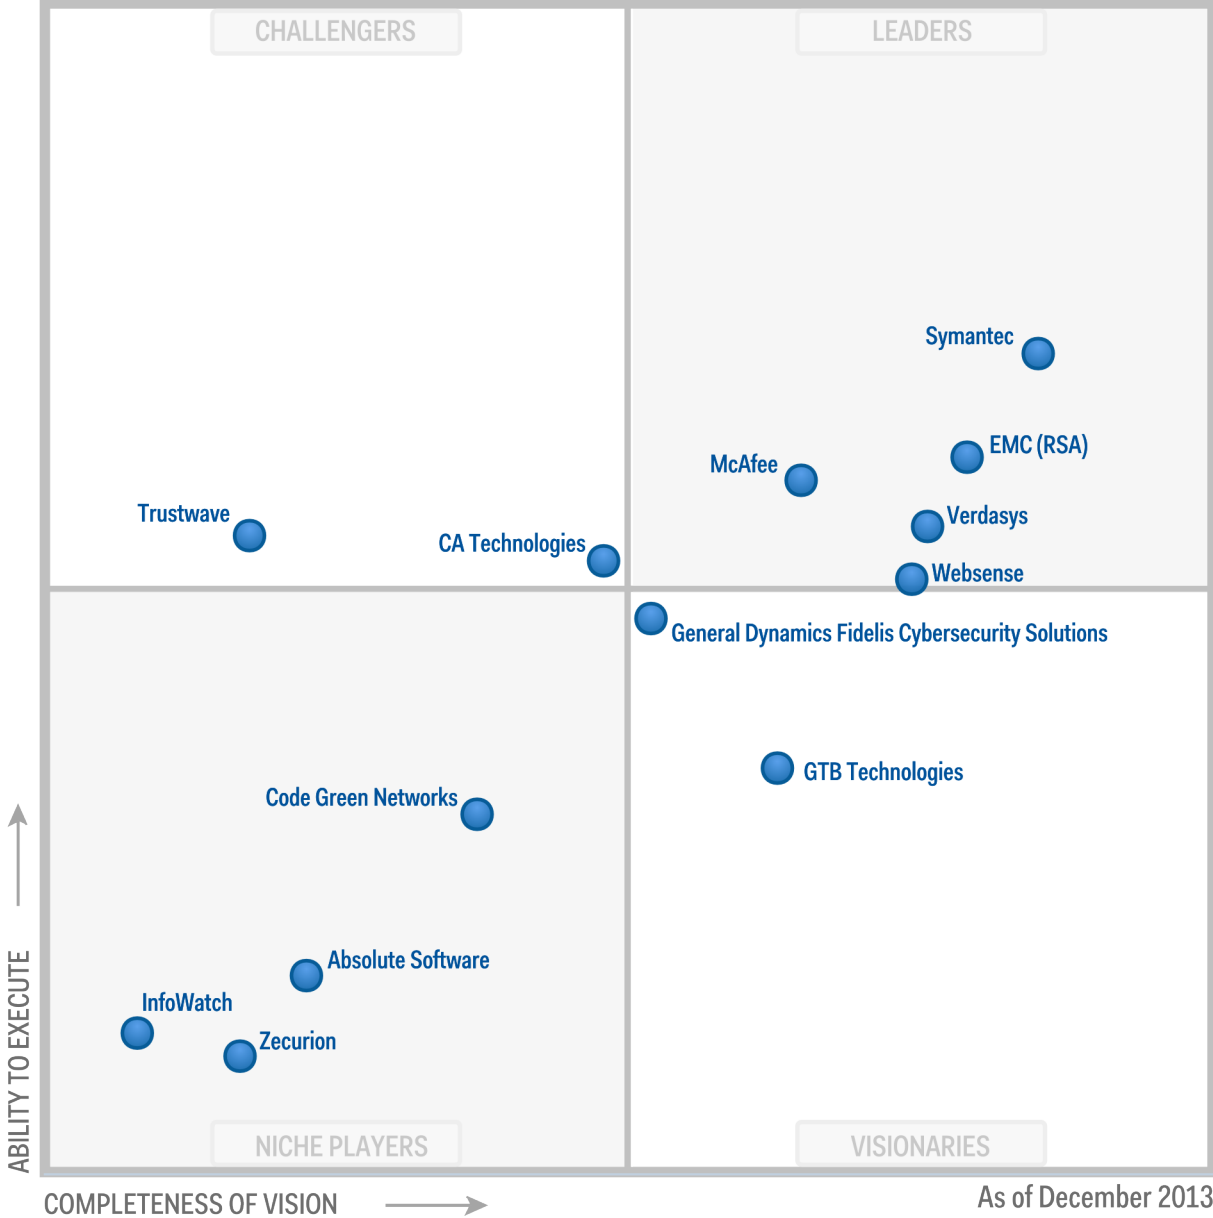 CHALLENGERS
LEADERS
Symantec
EMC (RSA)
McAfee
Trustwave
Verdasys
CA Technologies
Websense
General Dynamics Fidelis Cybersecurity Solutions
GTB Technologies
Code Green Networks
Absolute Software
InfoWatch
Zecurion
NICHE PLAYERS
VISIONARIES
ABILITY TO EXECUTE
COMPLETENESS OF VISION
As of December 2013